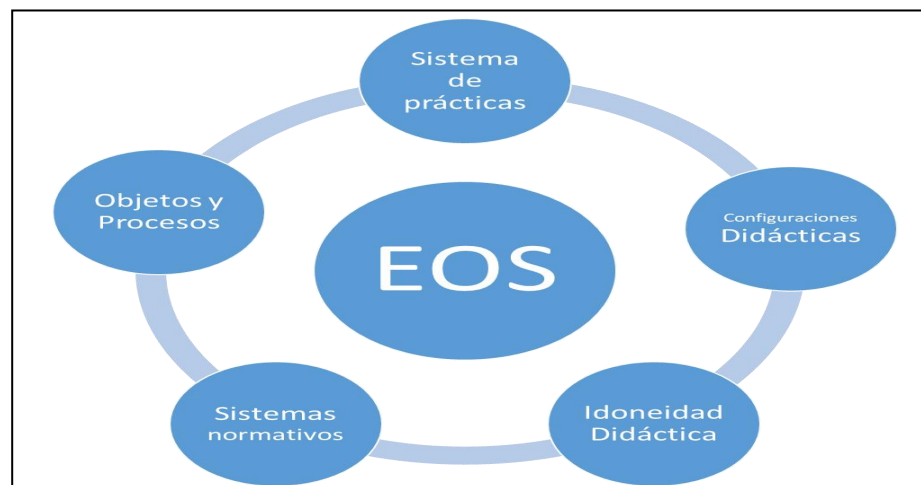 Sistema
de
prácticas
Objetos y
Procesos
Configuraciones
Didácticas
EOS
Sistemas
normativos
Idoneidad
Didáctica